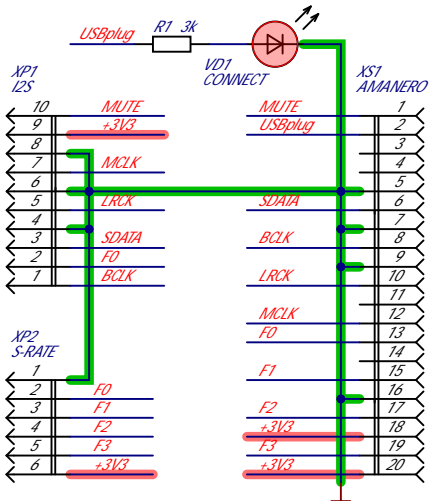 USBplug R1 3k
VD1
CONNECT
XP1
I2S
10 MUTE
9 +3V3
8
7 MCLK
6
5 LRCK
4
3 SDATA
2 F0
1 BCLK
XP2
S-RATE
1
2 F0
3 F1
4 F2
5 F3
6 +3V3
XS1
AMANERO
MUTE 1
USBplug 2
3
4
5
SDATA 6
7
BCLK 8
9
LRCK 10
11
MCLK 12
F0 13
14
F1 15
16
F2 17
+3V3 18
F3 19
+3V3 20